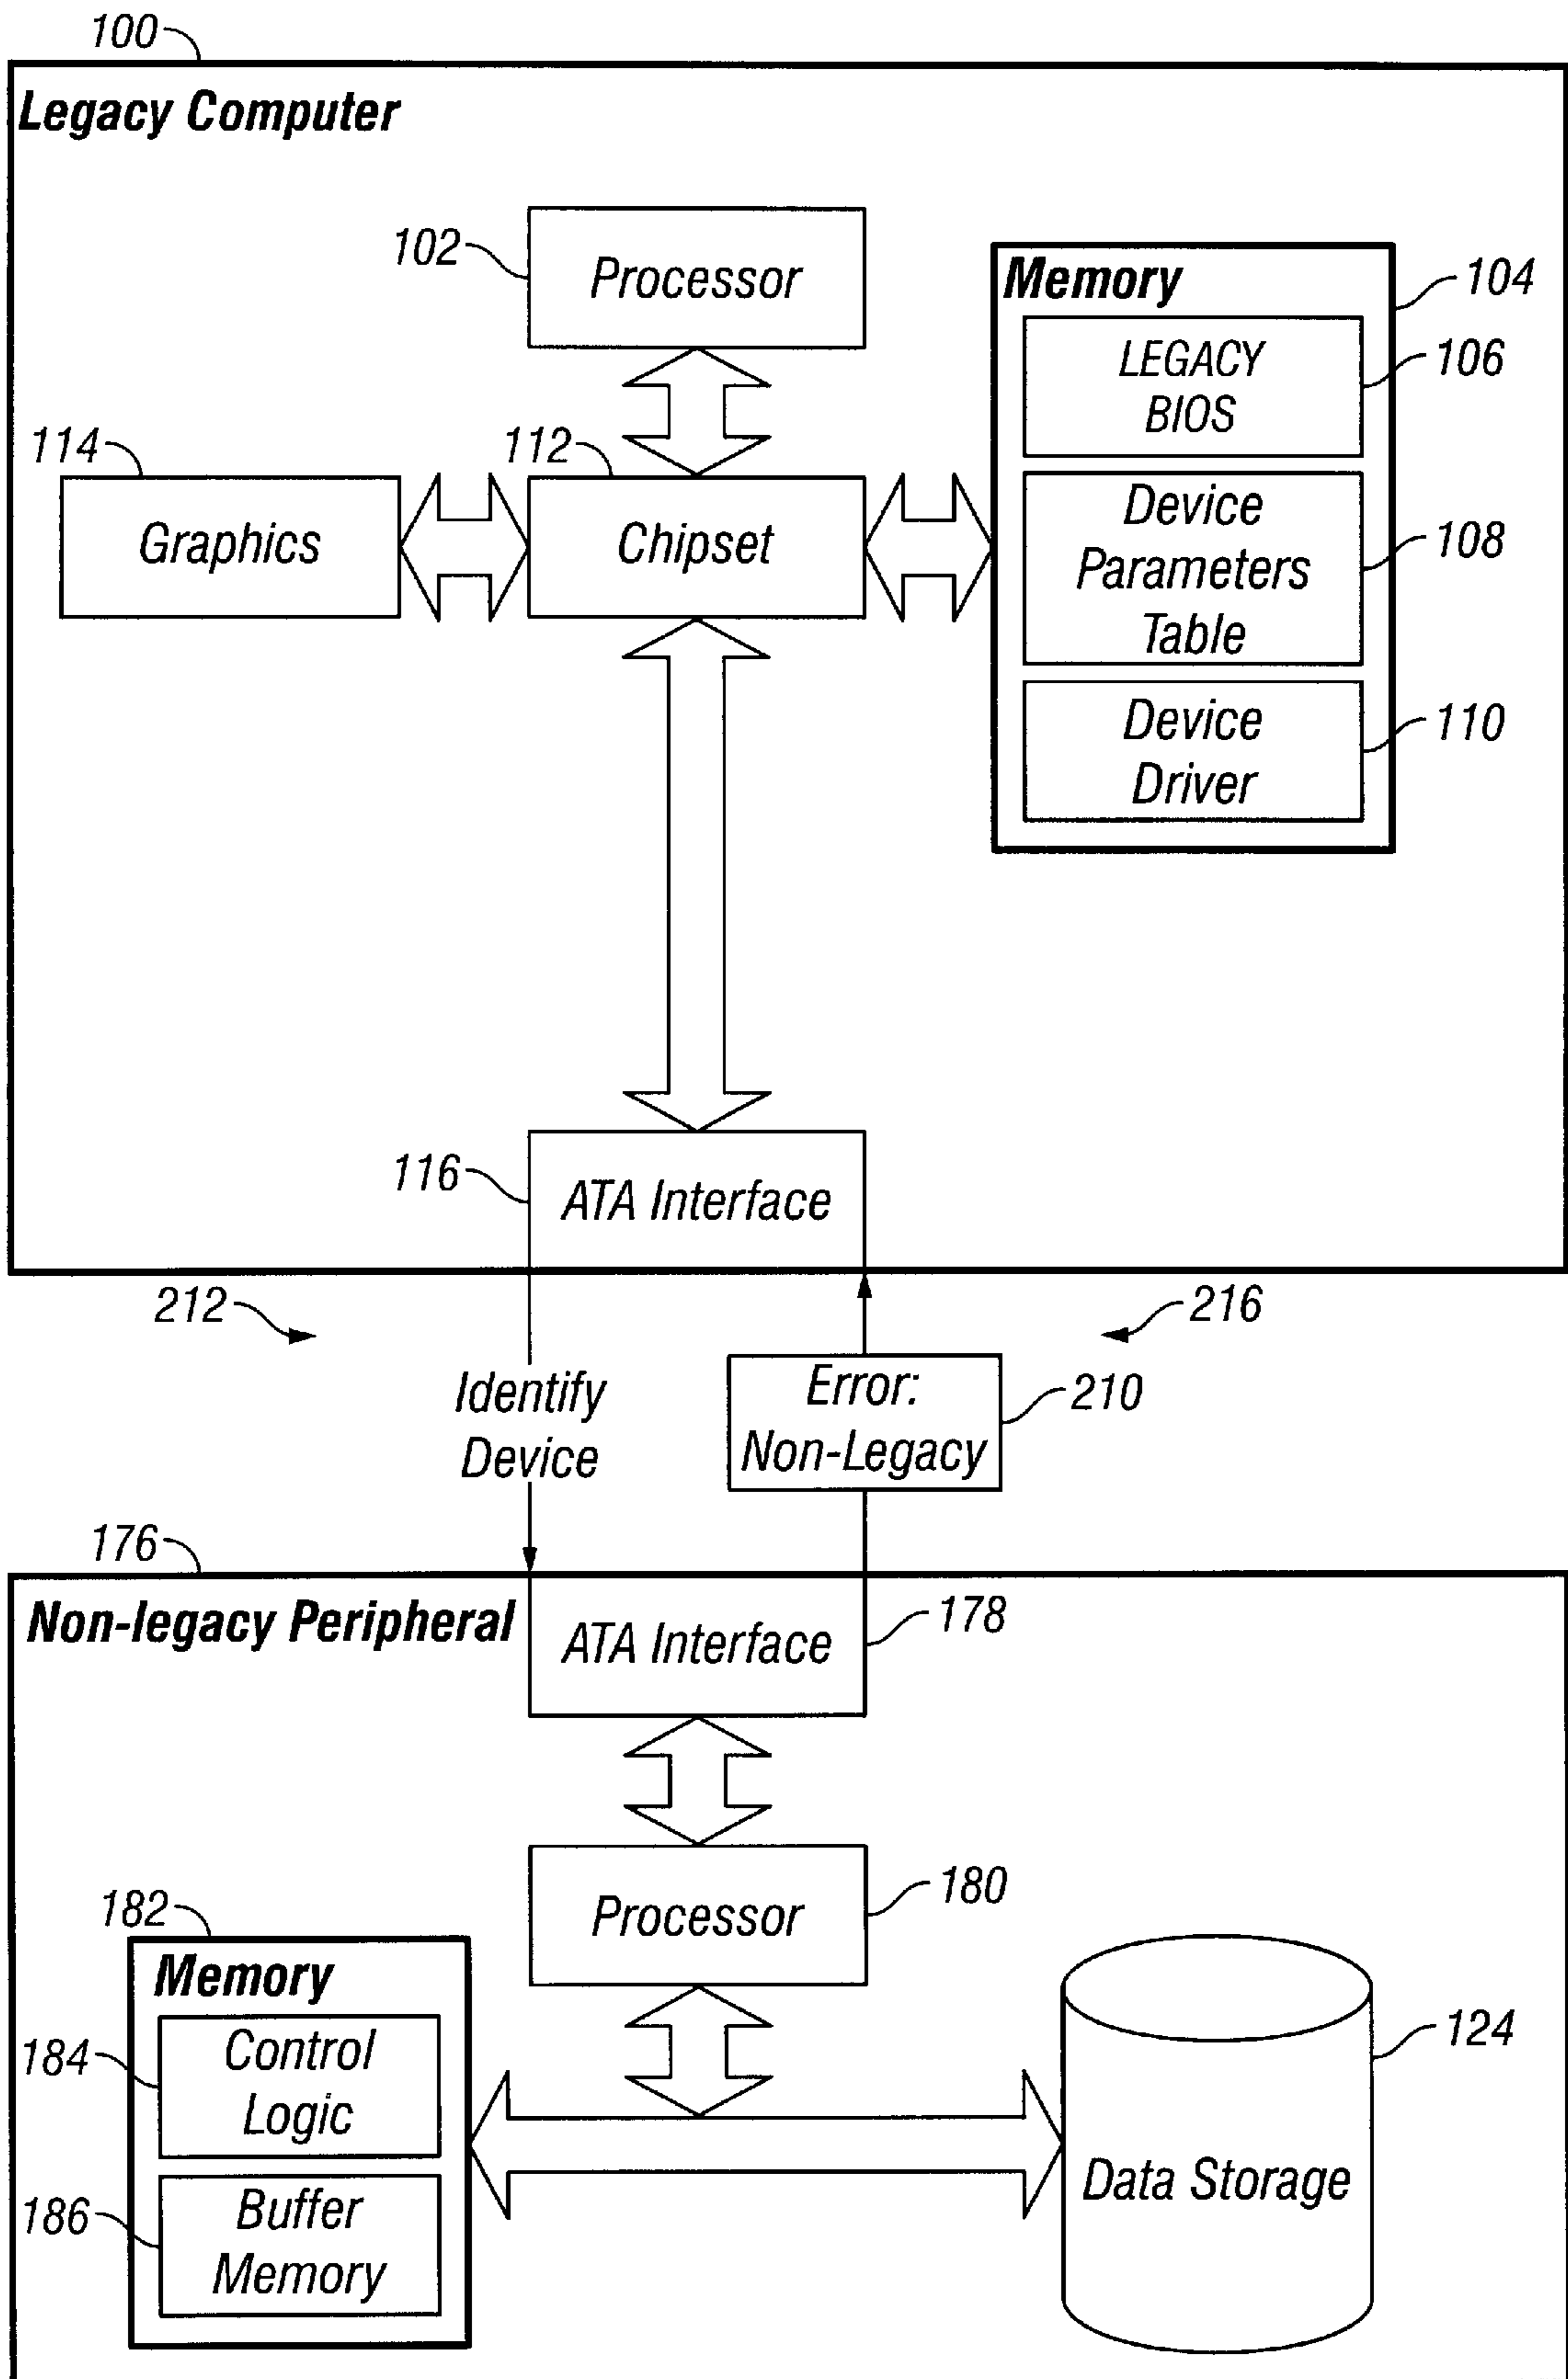 100
Legacy Computer
102
Processor
Memory
104
LEGACY
BIOS
106
114
Graphics
112
Chipset
Device
Parameters
Table
108
Device
Driver
110
116
ATA Interface
212
216
Identify
Device
Error:
Non-Legacy
210
176
Non-legacy Peripheral
ATA Interface
178
Processor
180
182
Memory
184
Control
Logic
186
Buffer
Memory
124
Data Storage